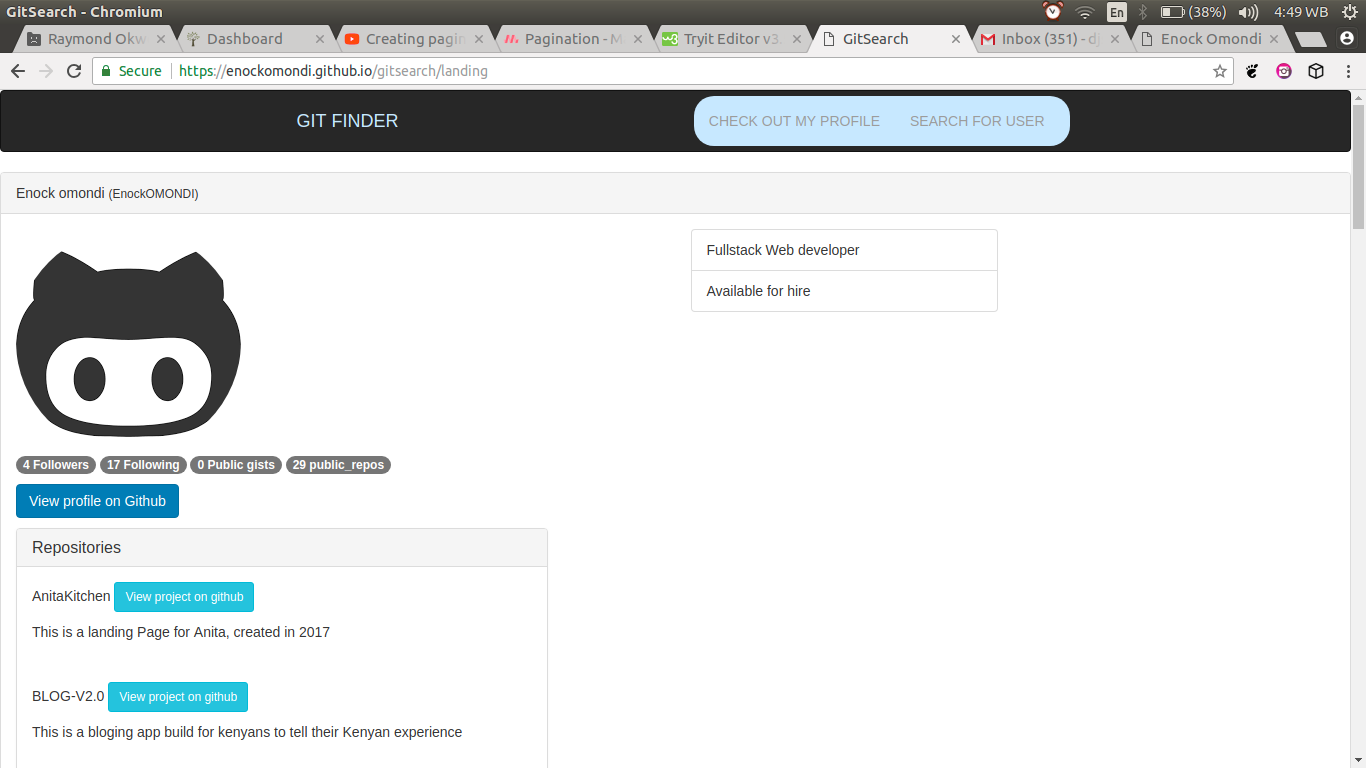 GitSearch - Chromium
En
(38%)
4:49 WB
Raymond Okw
Dashboard
Creating pagin
Pagination - M
Tryit Editor v3.
GitSearch
Inbox (351) - dj
Enock Omondi
Secure
https://enockomondi.github.io/gitsearch/landing
GIT FINDER
CHECK OUT MY PROFILE
SEARCH FOR USER
Enock omondi (EnockOMONDI)
Fullstack Web developer
Available for hire
4 Followers 17 Following 0 Public gists 29 public_repos
View profile on Github
Repositories
AnitaKitchen View project on github
This is a landing Page for Anita, created in 2017
BLOG-V2.0 View project on github
This is a bloging app build for kenyans to tell their Kenyan experience